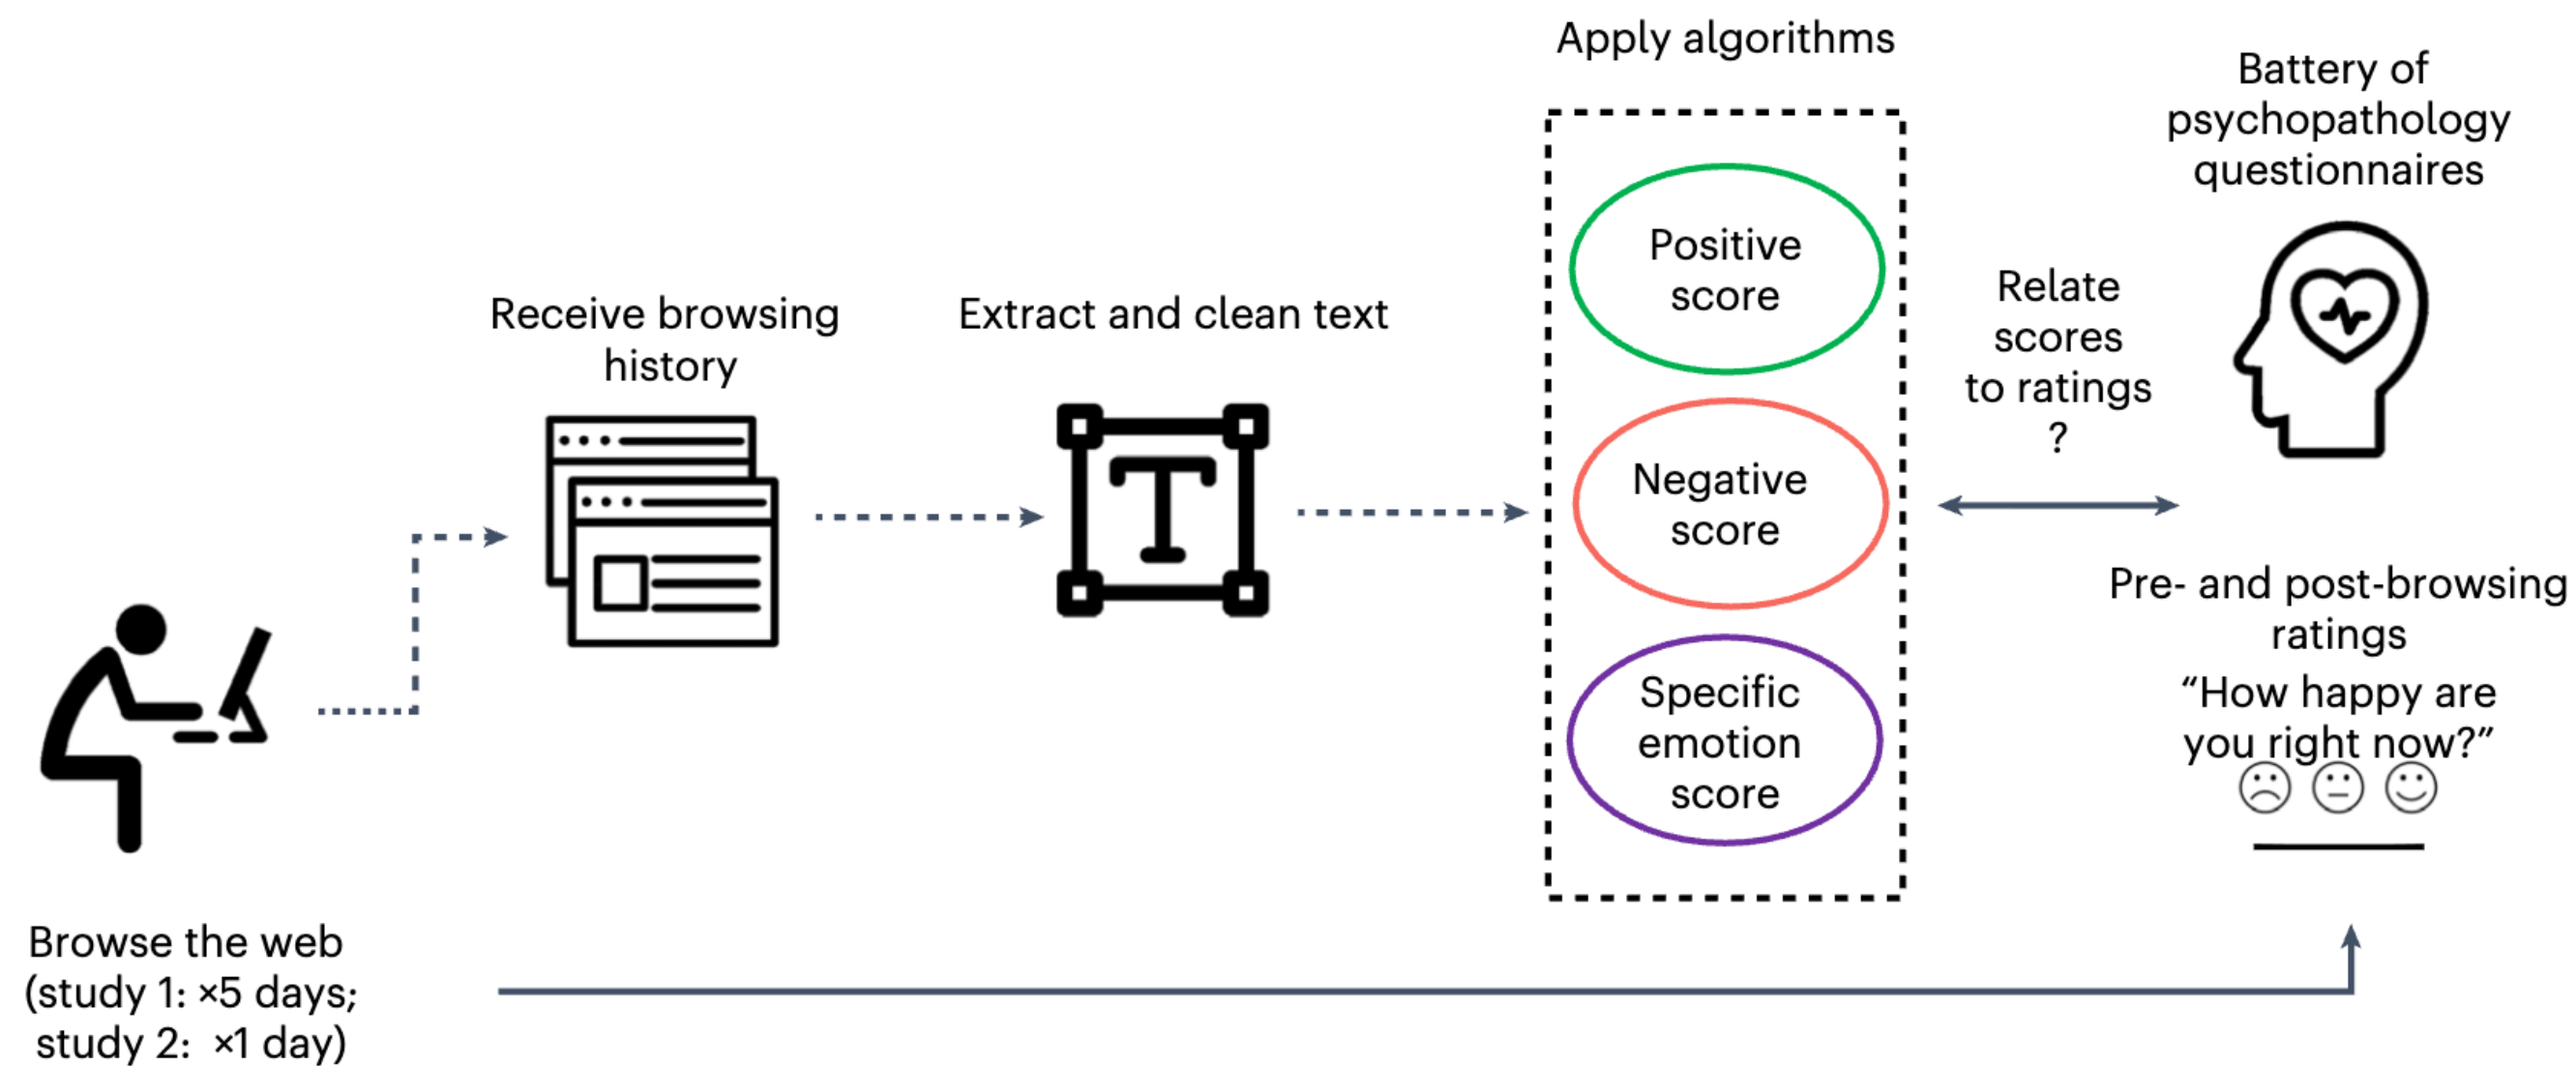 Browse the web
(study 1: ×5 days;
study 2: ×1 day)
Receive browsing
history
Extract and clean text
T
Apply algorithms
Positive
score
Negative
score
Specific
emotion
score
Relate
scores
to ratings
?
Battery of
psychopathology
questionnaires
Pre- and post-browsing
ratings
“How happy are
you right now?”